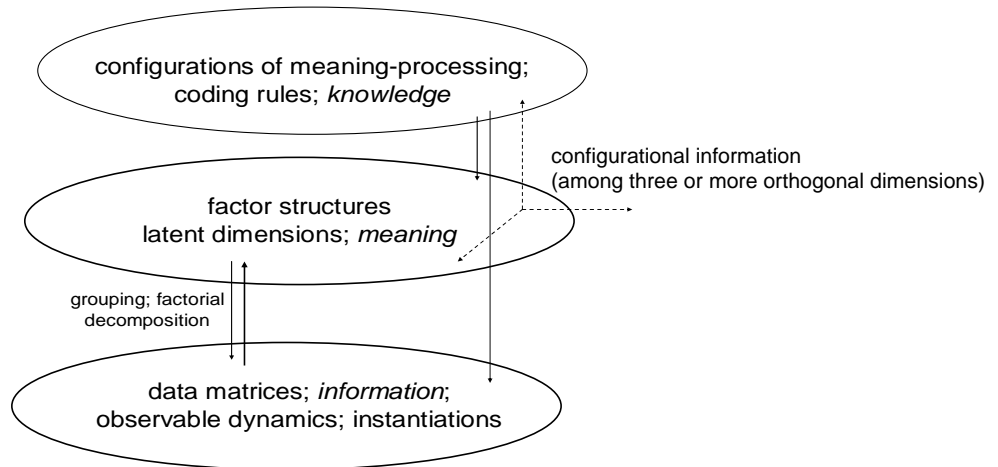 configurations of meaning-processing;
coding rules; knowledge
configurational information
(among three or more orthogonal dimensions)
factor structures
latent dimensions; meaning
grouping; factorial
decomposition
data matrices; information;
observable dynamics; instantiations